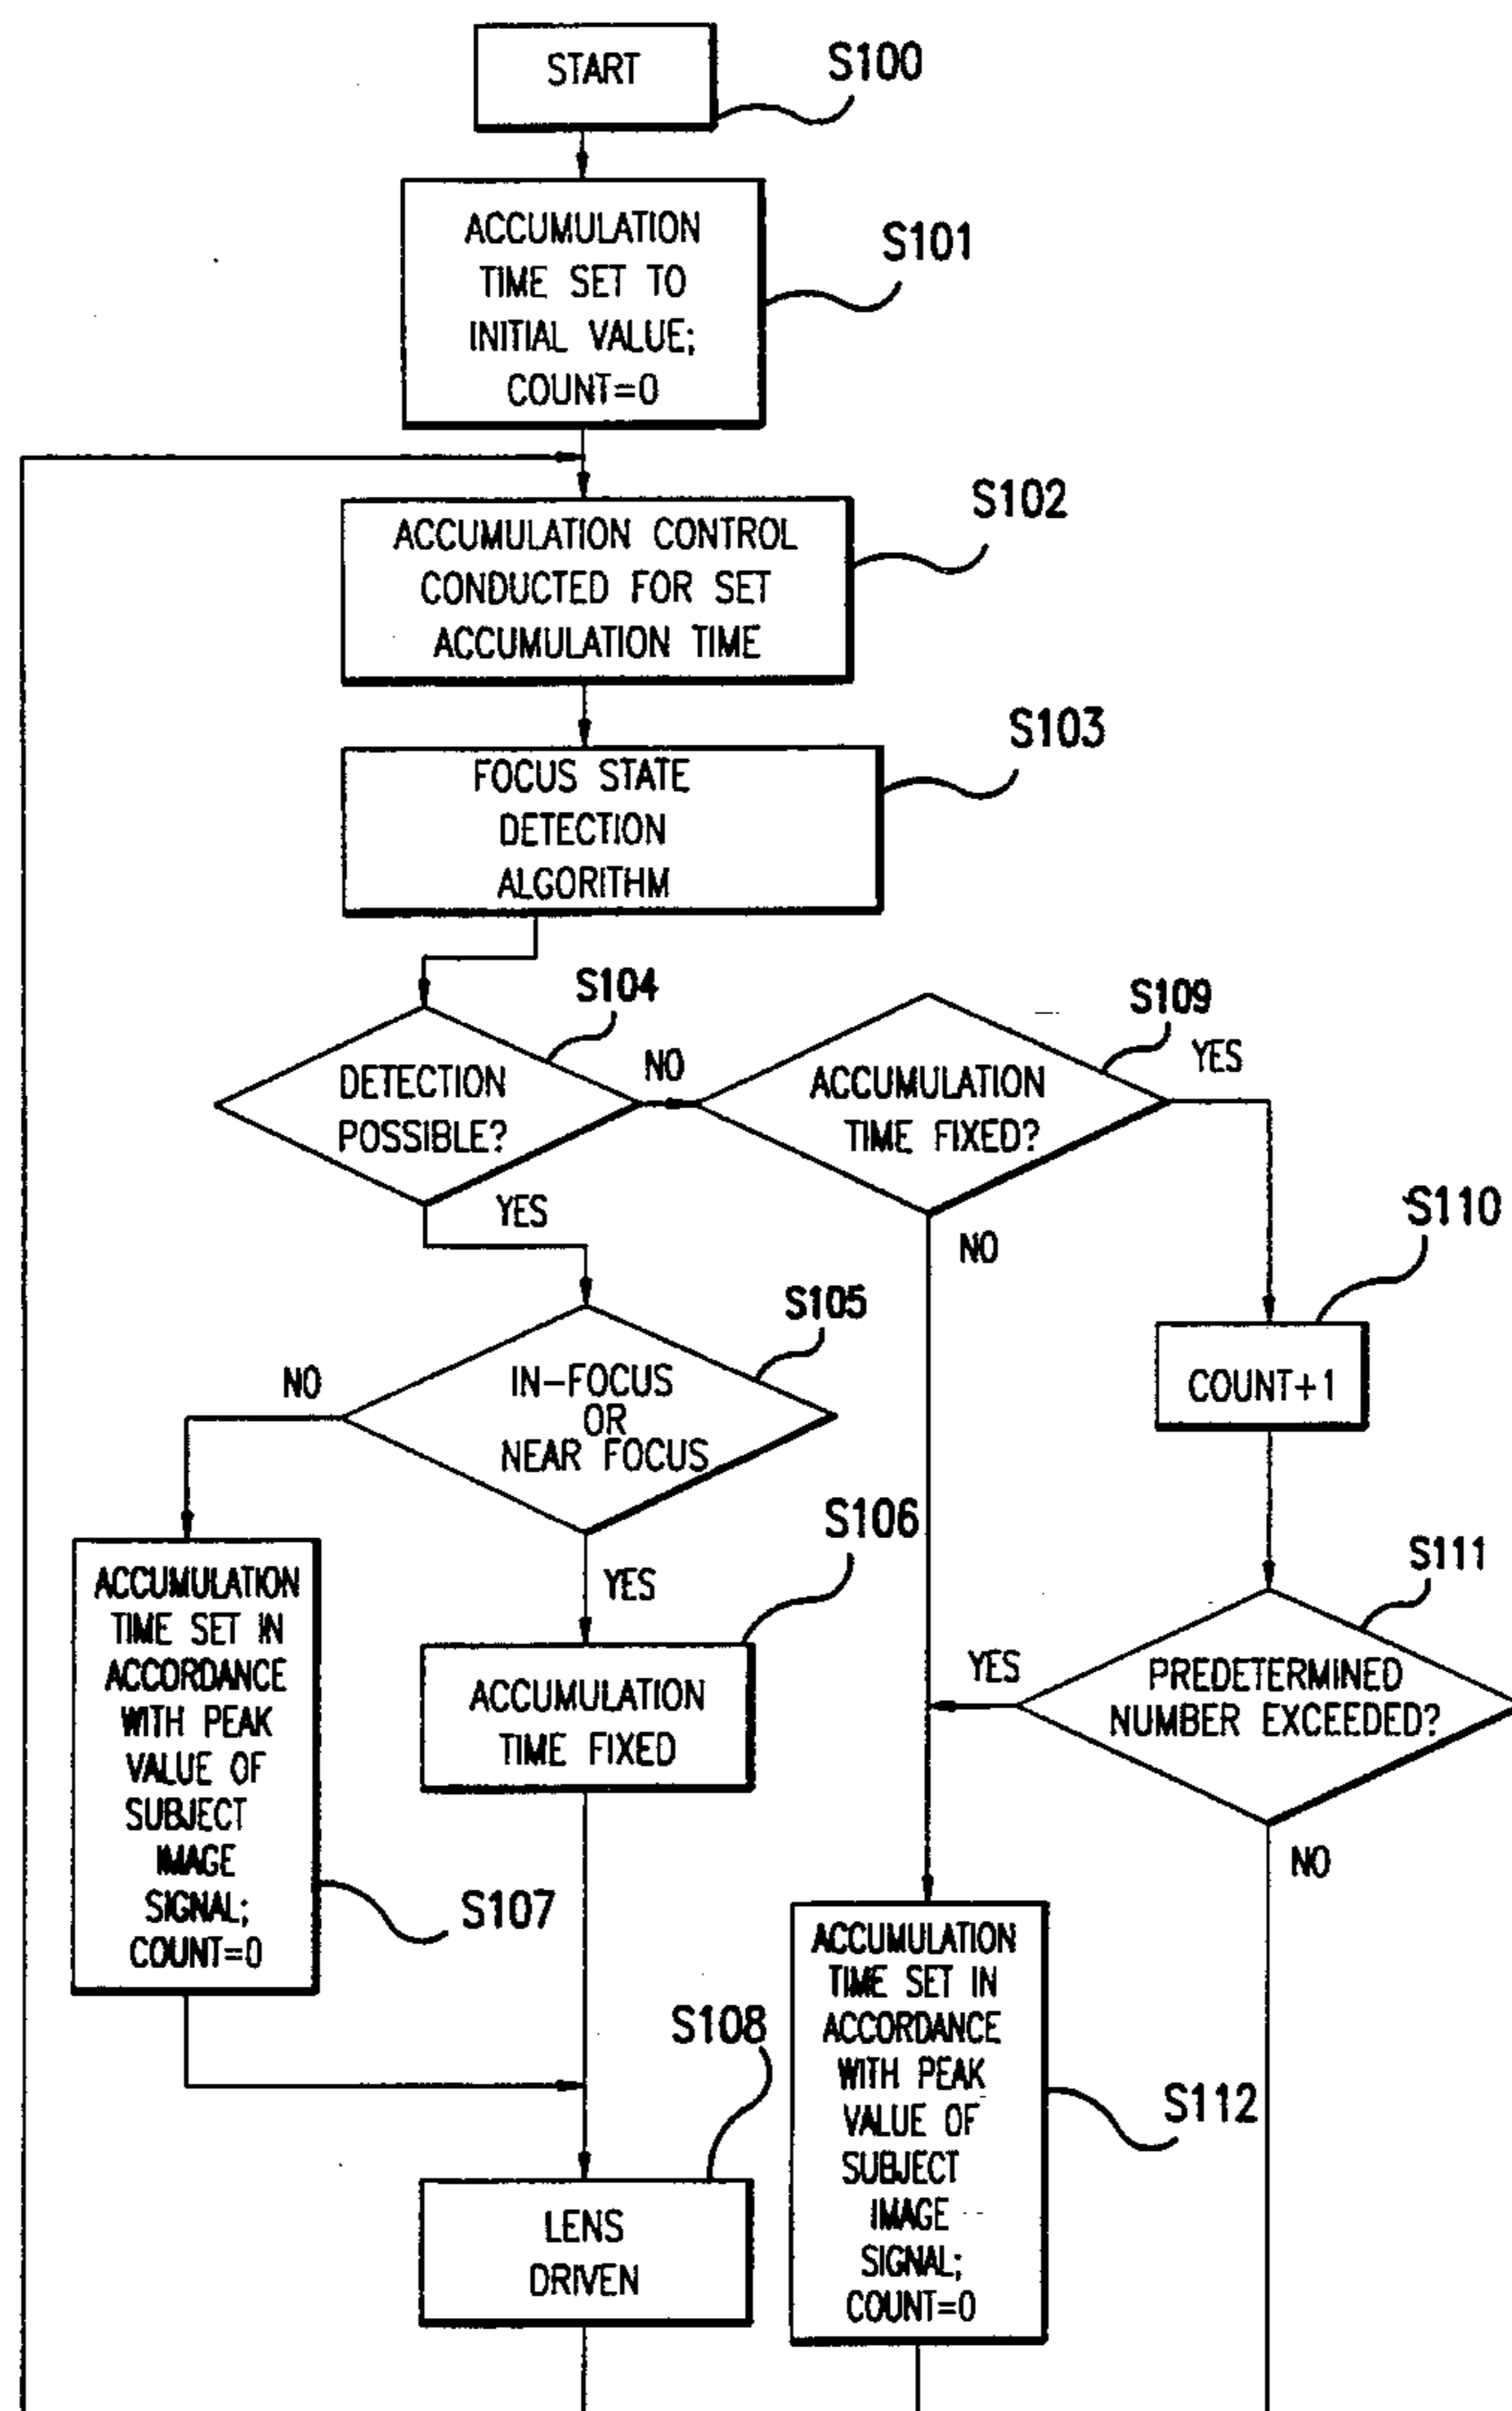 START
S100
ACCUMULATION
TIME SET TO
INITIAL VALUE;
COUNT=0
S101
ACCUMULATION CONTROL
CONDUCTED FOR SET
ACCUMULATION TIME
S102
FOCUS STATE
DETECTION
ALGORITHM
S103
DETECTION
POSSIBLE?
S104
NO
YES
ACCUMULATION
TIME FIXED?
S109
YES
NO
S110
COUNT+1
IN-FOCUS
OR
NEAR FOCUS
S105
NO
YES
ACCUMULATION
TIME FIXED
S106
PREDETERMINED
NUMBER EXCEEDED?
S111
YES
NO
ACCUMULATION
TIME SET IN
ACCORDANCE
WITH PEAK
VALUE OF
SUBJECT
IMAGE
SIGNAL;
COUNT=0
S107
LENS
DRIVEN
S108
ACCUMULATION
TIME SET IN
ACCORDANCE
WITH PEAK
VALUE OF
SUBJECT
IMAGE
SIGNAL;
COUNT=0
S112